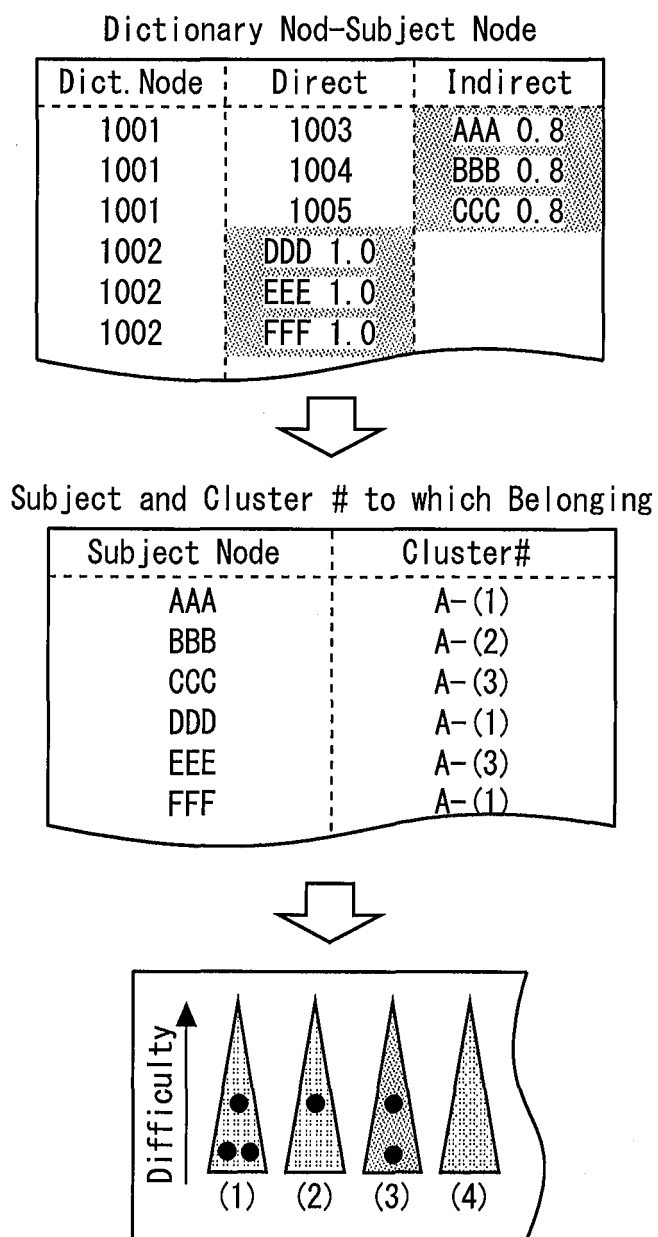 Dictionary Nod-Subject Node
Dict. Node Direct Indirect
1001 1003 AAA 0.8
1001 1004 BBB 0.8
1001 1005 CCC 0.8
1002 DDD 1.0
1002 EEE 1.0
1002 FFF 1.0
Subject and Cluster # to which Belonging
Subject Node Cluster#
AAA A-(1)
BBB A-(2)
CCC A-(3)
DDD A-(1)
EEE A-(3)
FFF A-(1)
Difficulty
(1) (2) (3) (4)